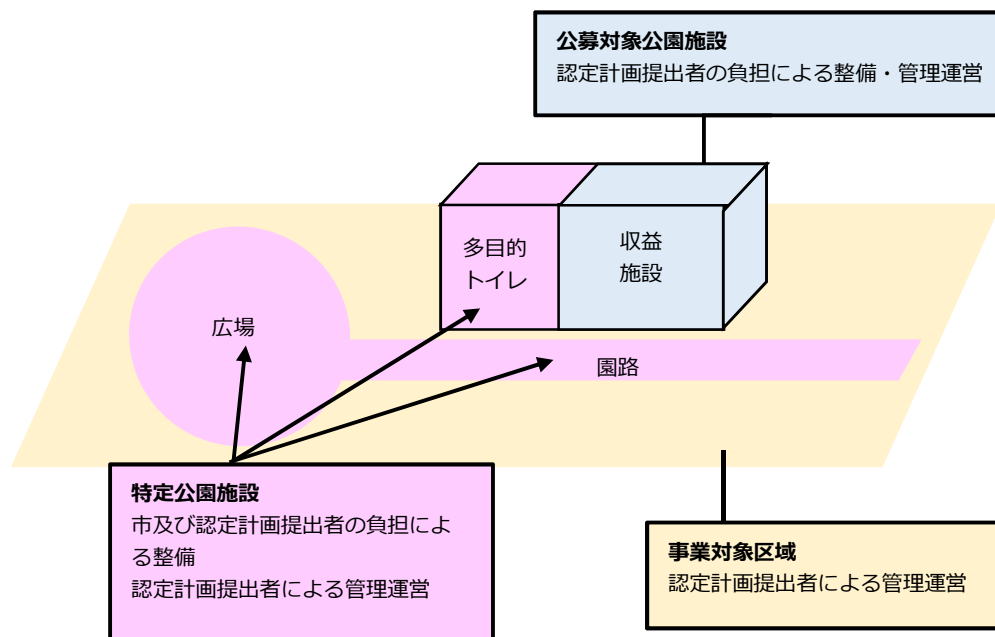 公募対象公園施設
認定計画提出者の負担による整備・管理運営
多目的
トイレ
収益
施設
広場
園路
特定公園施設
市及び認定計画提出者の負担によ
る整備
認定計画提出者による管理運営
事業対象区域
認定計画提出者による管理運営